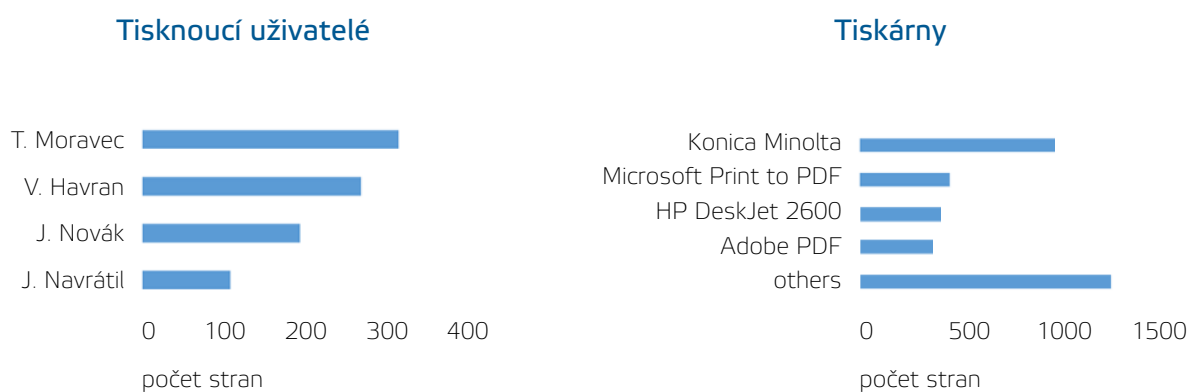 Tisknoucí uživatelé
T. Moravec
V. Havran
J. Novák
J. Navrátil
0 100 200 300 400
počet stran
Tiskárny
Konica Minolta
Microsoft Print to PDF
HP DeskJet 2600
Adobe PDF
others
0 500 1000 1500
počet stran